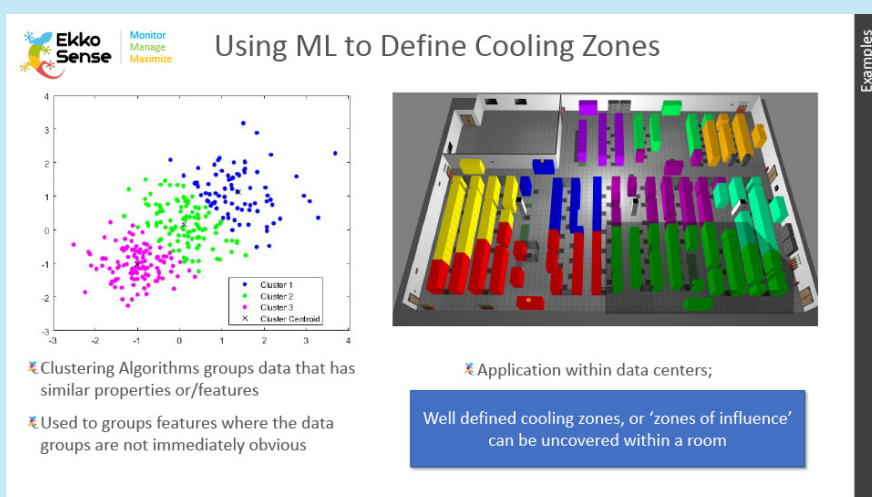 Ekko
Sense
Monitor
Manage
Maximize
Using ML to Define Cooling Zones
Examples
4
3
2
1
0
-1
-2
-3
-3 -2 -1 0 1 2 3 4
Cluster 1
Cluster 2
Cluster 3
Cluster Centroid
Clustering Algorithms groups data that has
similar properties or/features
Used to groups features where the data
groups are not immediately obvious
Application within data centers;
Well defined cooling zones, or ‘zones of influence’
can be uncovered within a room